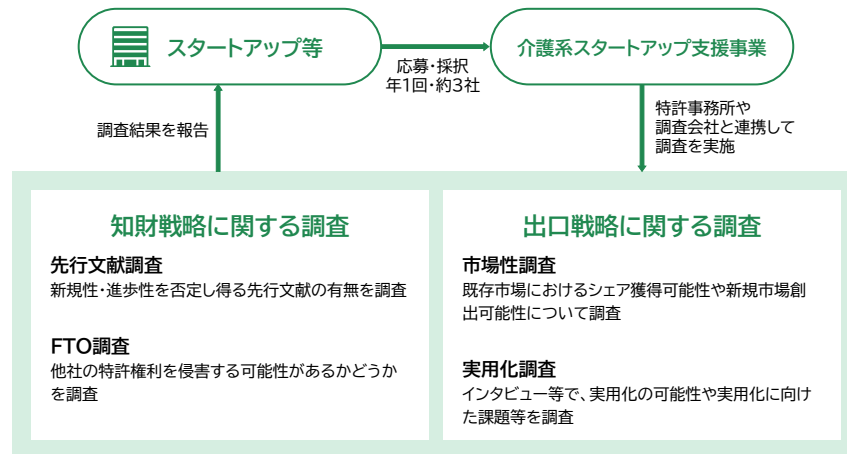 スタートアップ等
応募・採択
年1回・約3社
介護系スタートアップ支援事業
調査結果を報告
特許事務所や
調査会社と連携して
調査を実施
知財戦略に関する調査
先行文献調査
新規性・進歩性を否定し得る先行文献の有無を調査
FTO調査
他社の特許権利を侵害する可能性があるかどうか
を調査
出口戦略に関する調査
市場性調査
既存市場におけるシェア獲得可能性や新規市場創
出可能性について調査
実用化調査
インタビュー等で、実用化の可能性や実用化に向け
た課題等を調査